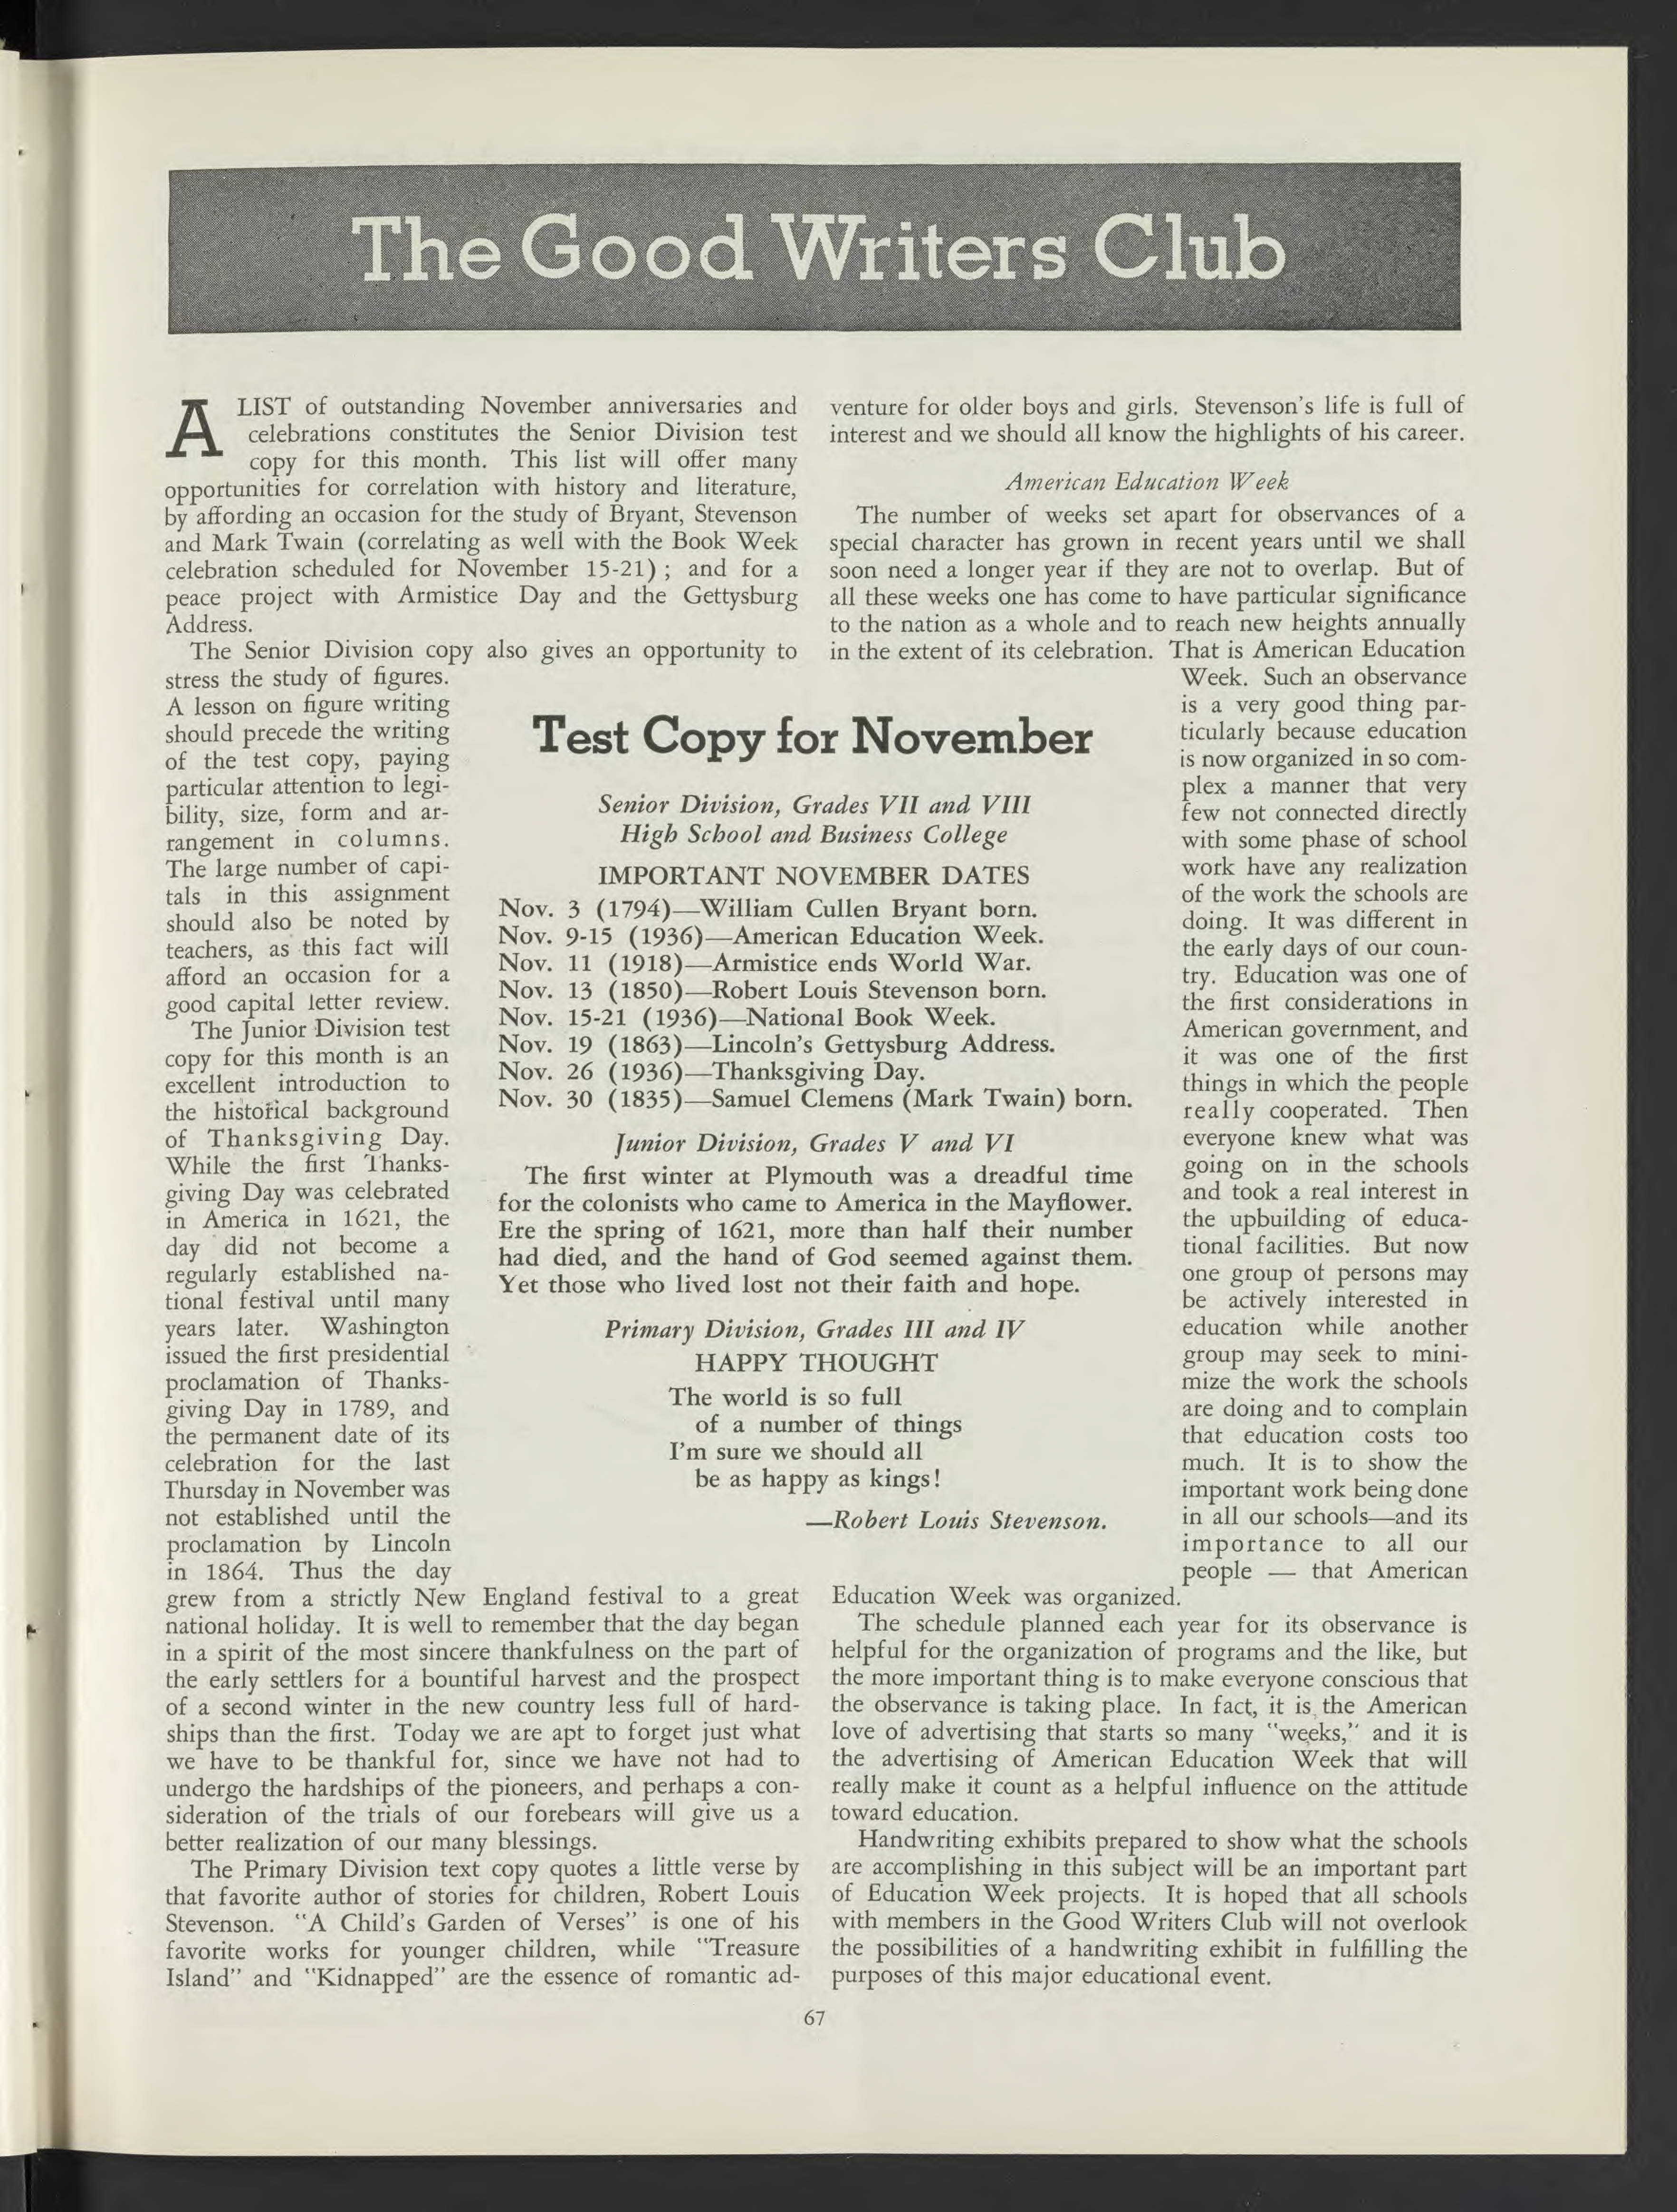 The Good Writers Club
A LIST of outstanding November anniversaries and
celebrations constitutes the Senior Division test
copy for this month. This list will offer many
opportunities for correlation with history and literature,
by affording an occasion for the study of Bryant, Stevenson
and Mark Twain (correlating as well with the Book Week
celebration scheduled for November 15-21) ; and for a
peace project with Armistice Day and the Gettysburg
Address.
The Senior Division copy also gives an opportunity to
stress the study of figures.
A lesson on figure writing
should precede the writing
of the test copy, paying
particular attention to legi-
bility, size, form and ar-
rangement in columns.
The large number of capi-
tals in this assignment
should also be noted by
teachers, as this fact will
afford an occasion for a
good capital letter review.
The Junior Division test
copy for this month is an
excellent introduction to
the historical background
of Thanksgiving Day.
While the first Thanks-
giving Day was celebrated
in America in 1621, the
day did not become a
regularly established na-
tional festival until many
years later. Washington
issued the first presidential
proclamation of Thanks-
giving Day in 1789, and
the permanent date of its
celebration for the last
Thursday in November was
not established until the
proclamation by Lincoln
in 1864. Thus the day
grew from a strictly New England festival to a great
national holiday. It is well to remember that the day began
in a spirit of the most sincere thankfulness on the part of
the early settlers for a bountiful harvest and the prospect
of a second winter in the new country less full of hard-
ships than the first. Today we are apt to forget just what
we have to be thankful for, since we have not had to
undergo the hardships of the pioneers, and perhaps a con-
sideration of the trials of our forebears will give us a
better realization of our many blessings.
The Primary Division text copy quotes a little verse by
that favorite author of stories for children, Robert Louis
Stevenson. "A Child's Garden of Verses" is one of his
favorite works for younger children, while "Treasure
Island" and "Kidnapped" are the essence of romantic ad-
venture for older boys and girls. Stevenson's life is full of
interest and we should all know the highlights of his career.
American Education Week
The number of weeks set apart for observances of a
special character has grown in recent years until we shall
soon need a longer year if they are not to overlap. But of
all these weeks one has come to have particular significance
to the nation as a whole and to reach new heights annually
in the extent of its celebration. That is American Education
Week. Such an observance
is a very good thing par-
ticularly because education
is now organized in so com-
plex a manner that very
few not connected directly
with some phase of school
work have any realization
of the work the schools are
doing. It was different in
the early days of our coun-
try. Education was one of
the first considerations in
American government, and
it was one of the first
things in which the people
really cooperated. Then
everyone knew what was
going on in the schools
and took a real interest in
the upbuilding of educa-
tional facilities. But now
one group of persons may
be actively interested in
education while another
group may seek to mini-
mize the work the schools
are doing and to complain
that education costs too
much. It is to show the
important work being done
in all our schools—and its
importance to all our
people — that American
Education Week was organized.
The schedule planned each year for its observance is
helpful for the organization of programs and the like, but
the more important thing is to make everyone conscious that
the observance is taking place. In fact, it is the American
love of advertising that starts so many "weeks," and it is
the advertising of American Education Week that will
really make it count as a helpful influence on the attitude
toward education.
Handwriting exhibits prepared to show what the schools
are accomplishing in this subject will be an important part
of Education Week projects. It is hoped that all schools
with members in the Good Writers Club will not overlook
the possibilities of a handwriting exhibit in fulfilling the
purposes of this major educational event.
Test Copy for November
Senior Division, Grades VII and VIII
High School and Business College
IMPORTANT NOVEMBER DATES
Nov. 3 (1794)—William Cullen Bryant born.
Nov. 9-15 (1936)—American Education Week.
Nov. 11 (1918)—Armistice ends World War.
Nov. 13 (1850)—Robert Louis Stevenson born.
Nov. 15-21 (1936)—National Book Week.
Nov. 19 (1863)—Lincoln's Gettysburg Address.
Nov. 26 (1936)—Thanksgiving Day.
Nov. 30 (1835)—Samuel Clemens (Mark Twain) born.
Junior Division, Grades V and VI
The first winter at Plymouth was a dreadful time
for the colonists who came to America in the Mayflower.
Ere the spring of 1621, more than half their number
had died, and the hand of God seemed against them.
Yet those who lived lost not their faith and hope.
Primary Division, Grades III and IV
HAPPY THOUGHT
The world is so full
of a number of things
I'm sure we should all
be as happy as kings!
—Robert Louis Stevenson.
67